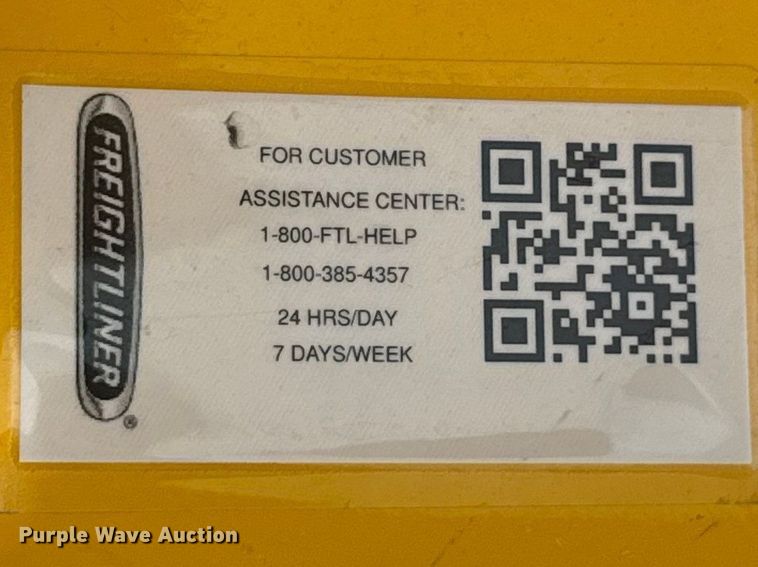 FREIGHTLINER
®
FOR CUSTOMER
ASSISTANCE CENTER:
1-800-FTL-HELP
1-800-385-4357
24 HRS/DAY
7 DAYS/WEEK
Purple Wave Auction